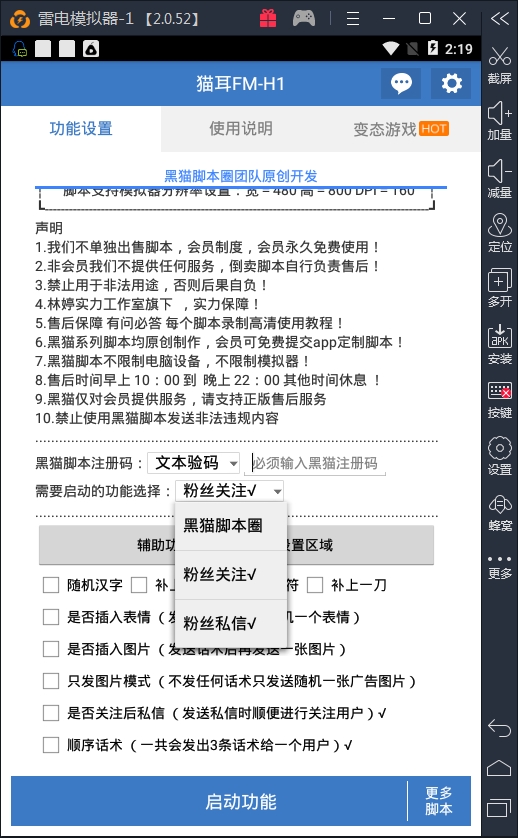 雷电模拟器-1 【2.0.52】
2:19
猫耳FM-H1
功能设置 使用说明 变态游戏 HOT
黑猫脚本圈团队原创开发
脚本支持模拟器分辨率设置：宽 = 480 高 = 800 DPI = 160
声明
1.我们不单独出售脚本，会员制度，会员永久免费使用！
2.非会员我们不提供任何服务，倒卖脚本自行负责售后！
3.禁止用于非法用途，否则后果自负！
4.林婷实力工作室旗下 ，实力保障！
5.售后保障 有问必答 每个脚本录制高清使用教程！
6.黑猫系列脚本均原创制作，会员可免费提交app定制脚本！
7.黑猫脚本不限制电脑设备，不限制模拟器！
8.售后时间早上 10：00 到 晚上 22：00 其他时间休息 ！
9.黑猫仅对会员提供服务，请支持正版售后服务
10.禁止使用黑猫脚本发送非法违规内容
黑猫脚本注册码： 文本验码 必须输入黑猫注册码
需要启动的功能选择： 粉丝关注√
黑猫脚本圈
粉丝关注√
粉丝私信√
辅助功 设置区域
随机汉字 补上 符 补上一刀
是否插入表情（发 机一个表情）
是否插入图片（发送话术后再发送一张图片）
只发图片模式（不发任何话术只发送随机一张广告图片）
是否关注后私信（发送私信时顺便进行关注用户）√
顺序话术（一共会发出3条话术给一个用户）√
启动功能
更多
脚本
截屏
加量
减量
定位
多开
APK
安装
按键
设置
蜂窝
更多